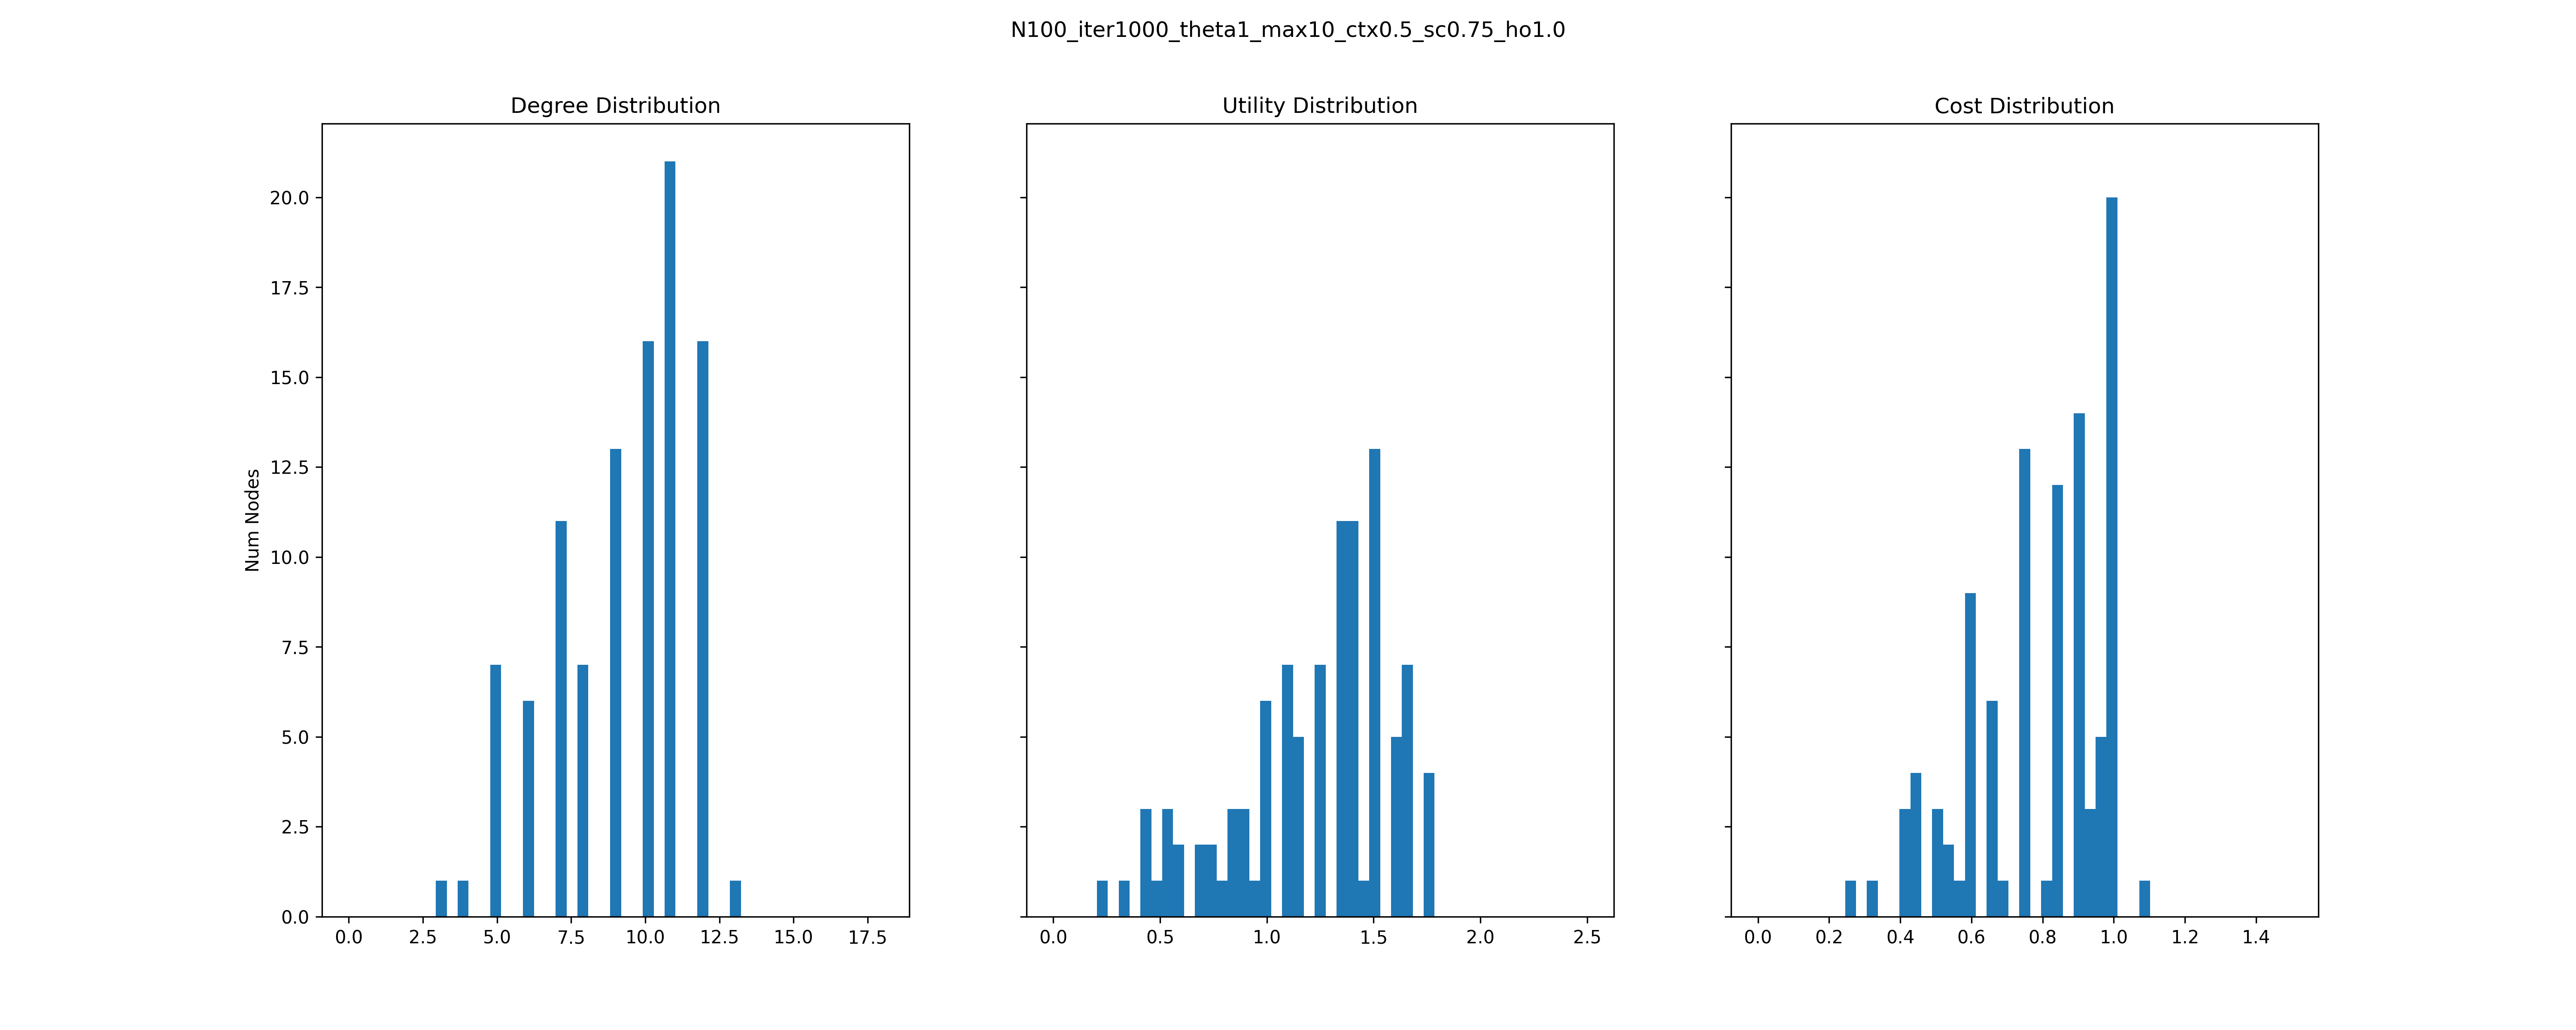 N100_iter1000_theta1_max10_ctx0.5_sc0.75_ho1.0
Degree Distribution
Utility Distribution
Cost Distribution
Num Nodes
20.0
17.5
15.0
12.5
10.0
7.5
5.0
2.5
0.0
0.0 2.5 5.0 7.5 10.0 12.5 15.0 17.5
0.0 0.5 1.0 1.5 2.0 2.5
0.0 0.2 0.4 0.6 0.8 1.0 1.2 1.4